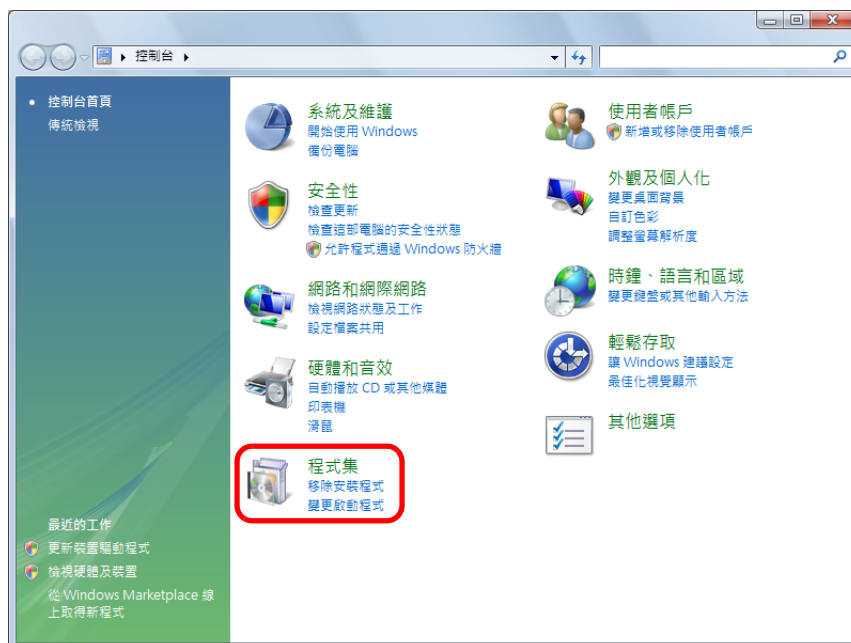 控制台
控制台首頁
傳統檢視
系統及維護
開始使用 Windows
備份電腦
安全性
檢查更新
檢查這部電腦的安全性狀態
允許程式通過 Windows 防火牆
網路和網際網路
檢視網路狀態及工作
設定檔案共用
硬體和音效
自動播放 CD 或其他媒體
印表機
滑鼠
程式集
移除安裝程式
變更啟動程式
使用者帳戶
新增或移除使用者帳戶
外觀及個人化
變更桌面背景
自訂色彩
調整螢幕解析度
時鐘、語言和區域
變更鍵盤或其他輸入方法
輕鬆存取
讓 Windows 建議設定
最佳化視覺顯示
其他選項
最近的工作
更新裝置驅動程式
檢視硬體及裝置
從 Windows Marketplace 線
上取得新程式